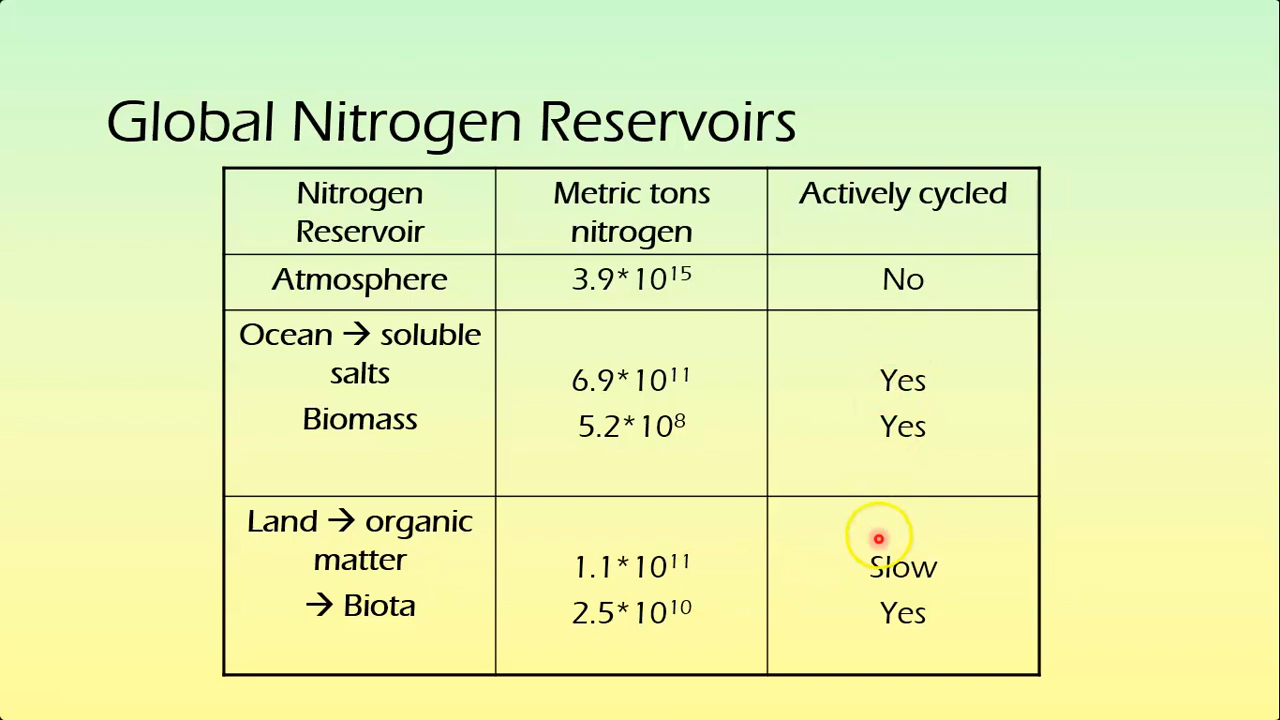 Global Nitrogen Reservoirs
Nitrogen Reservoir
Metric tons nitrogen
Actively cycled
Atmosphere
3.9*10¹⁵
No
Ocean → soluble salts
6.9*10¹¹
Yes
Biomass
5.2*10⁸
Yes
Land → organic matter
1.1*10¹¹
Slow
→ Biota
2.5*10¹⁰
Yes